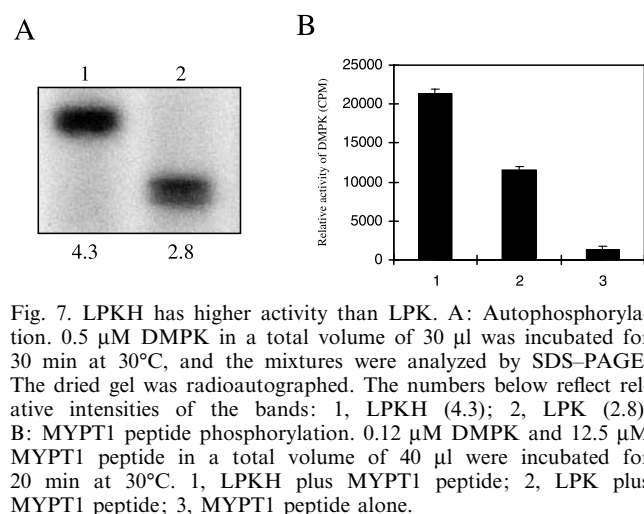 A
B
1 2
4.3 2.8
Relative activity of DMPK (CPM)
25000
20000
15000
10000
5000
0
1 2 3
Fig. 7. LPKH has higher activity than LPK. A: Autophosphoryla-
tion. 0.5 μM DMPK in a total volume of 30 μl was incubated fo
30 min at 30°C, and the mixtures were analyzed by SDS–PAGE
The dried gel was radioautographed. The numbers below reflect rel
ative intensities of the bands: 1, LPKH (4.3); 2, LPK (2.8)
B: MYPT1 peptide phosphorylation. 0.12 μM DMPK and 12.5 μM
MYPT1 peptide in a total volume of 40 μl were incubated fo
20 min at 30°C. 1, LPKH plus MYPT1 peptide; 2, LPK plus
MYPT1 peptide; 3, MYPT1 peptide alone.